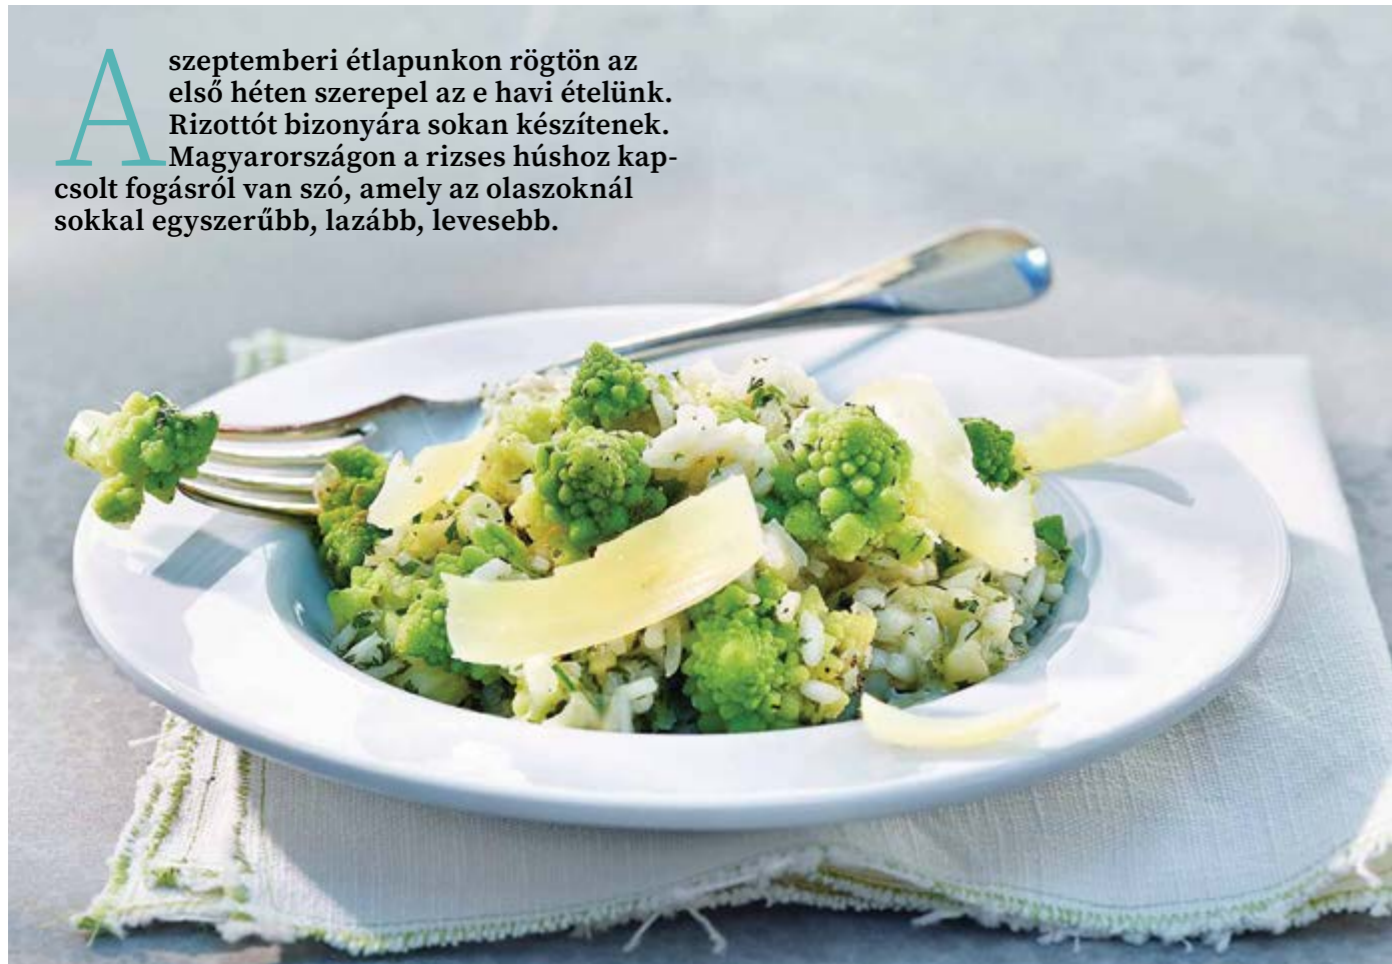 A szeptemberi étlapunkon rögtön az
első héten szerepel az e havi ételünk.
Rizottót bizonyára sokan készítenek.
Magyarországon a rizses húshoz kap-
csolt fogásról van szó, amely az olaszoknál
sokkal egyszerűbb, lazább, levesebb.